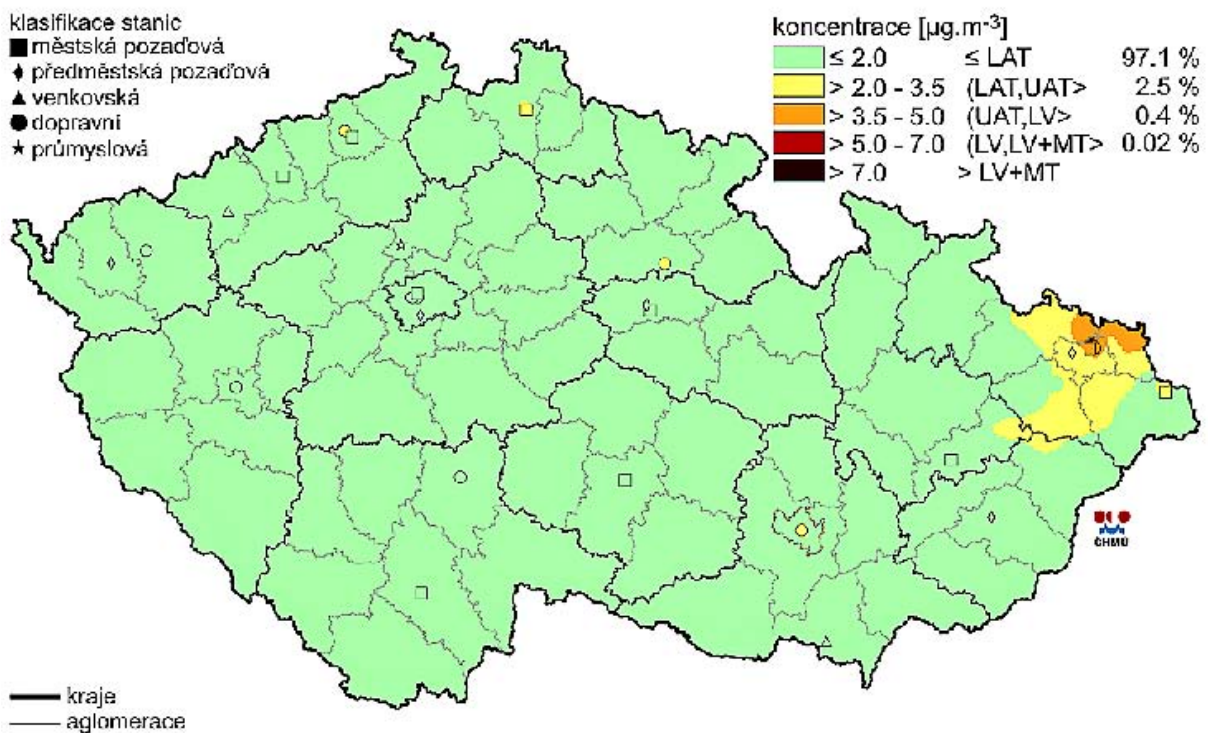 klasifikace stanic
městská pozaďová
předměstská pozaďová
venkovská
dopravní
průmyslová
koncentrace [µg.m⁻³]
≤ 2.0 ≤ LAT 97.1 %
> 2.0 - 3.5 (LAT,UAT> 2.5 %
> 3.5 - 5.0 (UAT,LV> 0.4 %
> 5.0 - 7.0 (LV,LV+MT> 0.02 %
> 7.0 > LV+MT
ČHMÚ
kraje
aglomerace